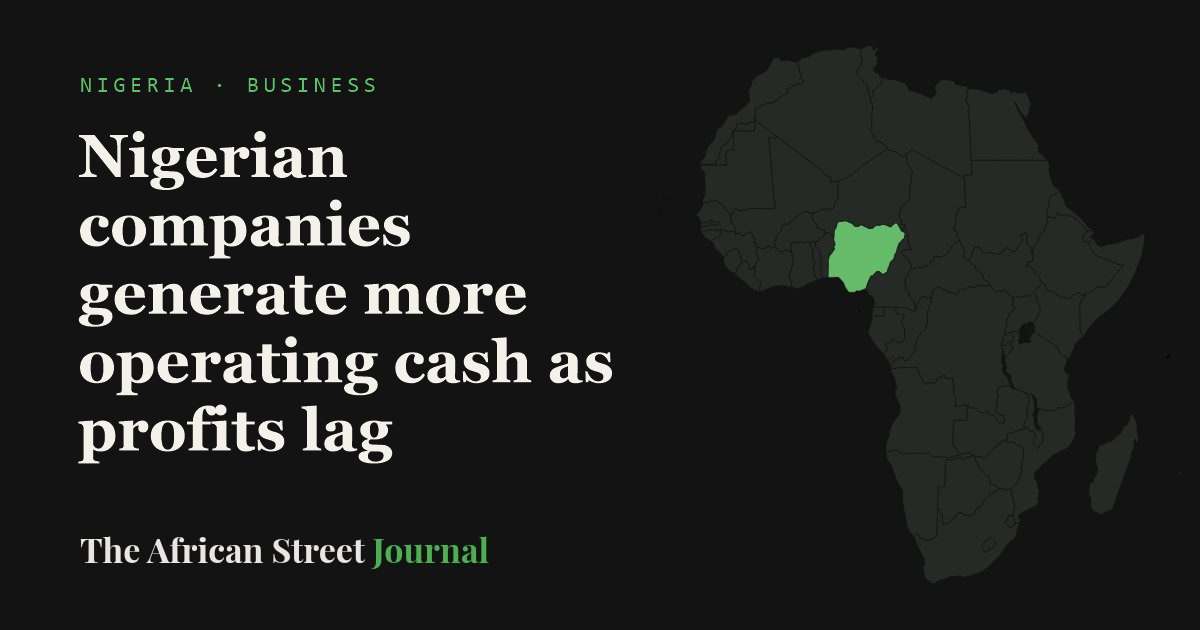 NIGERIA · BUSINESS
Nigerian
companies
generate more
operating cash as
profits lag
The African Street Journal